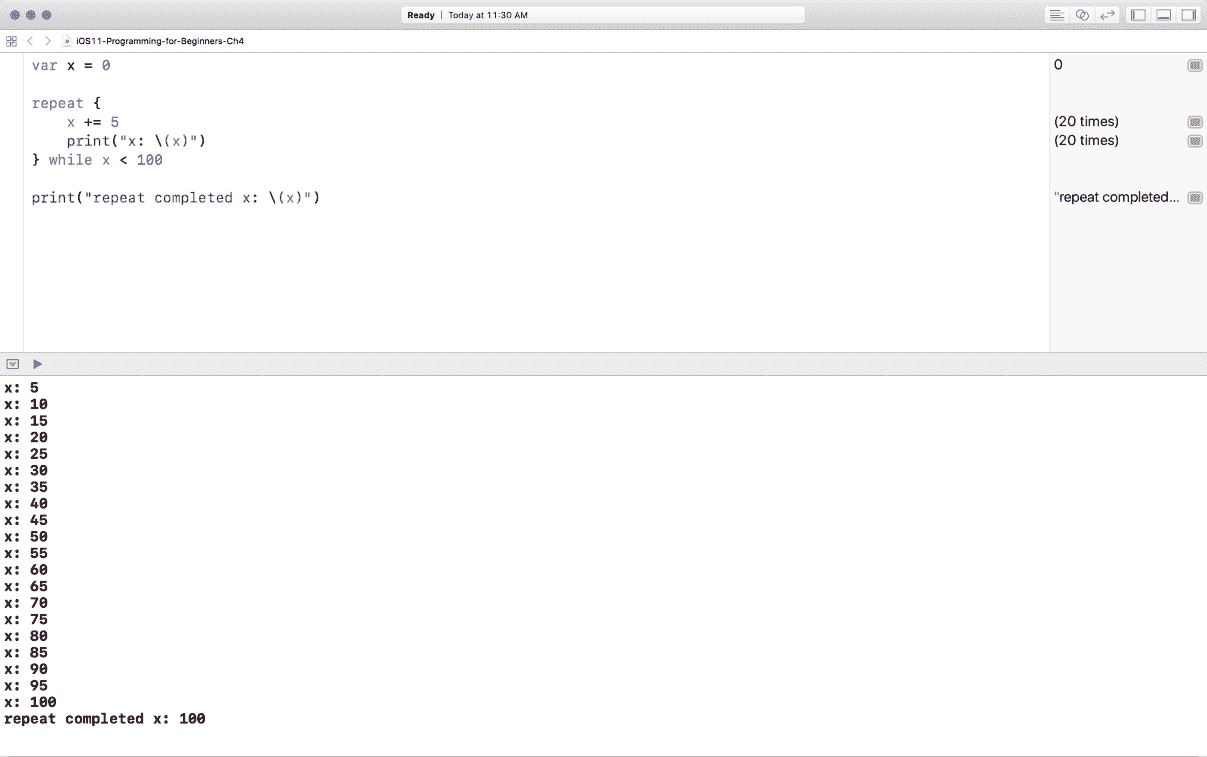 Ready | Today at 11:30 AM
iOS11-Programming-for-Beginners-Ch4
var x = 0
0
repeat {
x += 5
(20 times)
print("x: \(x)")
(20 times)
} while x < 100
print("repeat completed x: \(x)")
"repeat completed...
x: 5
x: 10
x: 15
x: 20
x: 25
x: 30
x: 35
x: 40
x: 45
x: 50
x: 55
x: 60
x: 65
x: 70
x: 75
x: 80
x: 85
x: 90
x: 95
x: 100
repeat completed x: 100